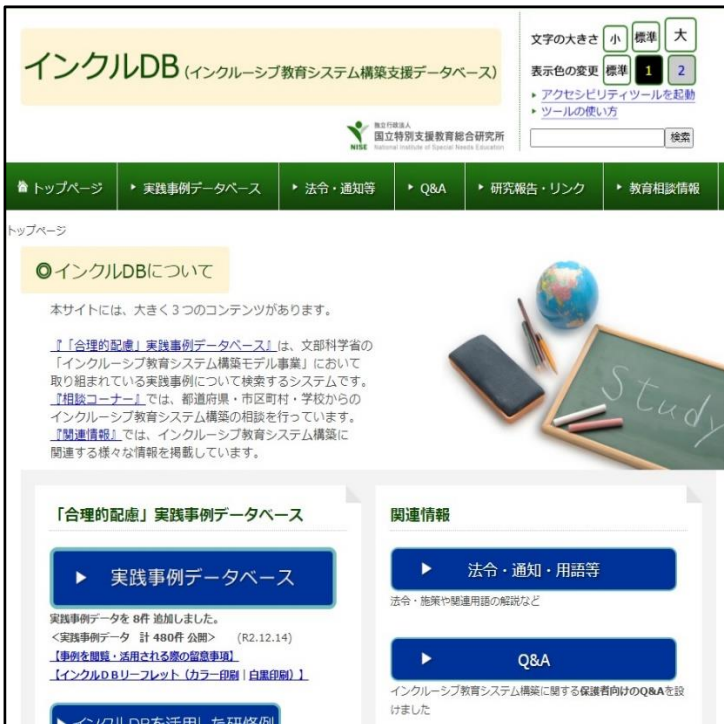 インクルDB (インクルーシブ教育システム構築支援データベース)
独立行政法人
国立特別支援教育総合研究所
NISE National Institute of Special Needs Education
文字の大きさ 小 標準 大
表示色の変更 標準 1 2
アクセシビリティツールを起動
ツールの使い方
検索
トップページ 実践事例データベース 法令・通知等 Q&A 研究報告・リンク 教育相談情報
トップページ
◎インクルDBについて
本サイトには、大きく３つのコンテンツがあります。
『「合理的配慮」実践事例データベース』は、文部科学省の
「インクルーシブ教育システム構築モデル事業」において
取り組まれている実践事例について検索するシステムです。
『相談コーナー』では、都道府県・市区町村・学校からの
インクルーシブ教育システム構築の相談を行っています。
『関連情報』では、インクルーシブ教育システム構築に
関連する様々な情報を掲載しています。
Study
「合理的配慮」実践事例データベース
実践事例データベース
実践事例データを 8件 追加しました。
＜実践事例データ 計 480件 公開＞ (R2.12.14)
【事例を閲覧・活用される際の留意事項】
【インクルＤＢリーフレット（カラー印刷｜白黒印刷）】
インクルDBを活用した研修例
関連情報
法令・通知・用語等
法令・施策や関連用語の解説など
Q&A
インクルーシブ教育システム構築に関する保護者向けのQ&Aを設
けました